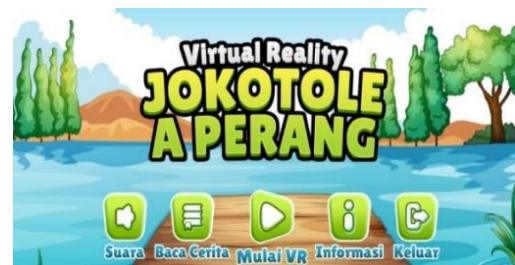 Virtual Reality
JOKOTOLE
A PERANG
Suara Baca Cerita Mulai VR Informasi Keluar